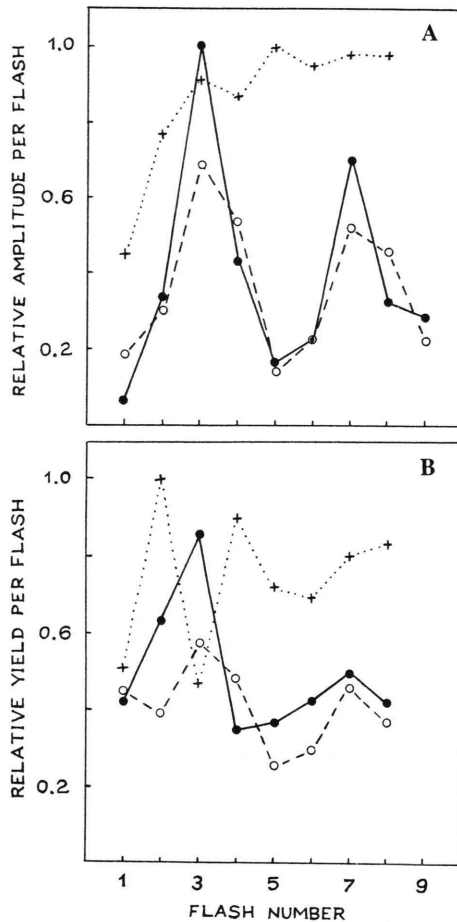 A
RELATIVE AMPLITUDE PER FLASH
1.0
0.6
0.2
B
RELATIVE YIELD PER FLASH
1.0
0.6
0.2
1 3 5 7 9
FLASH NUMBER